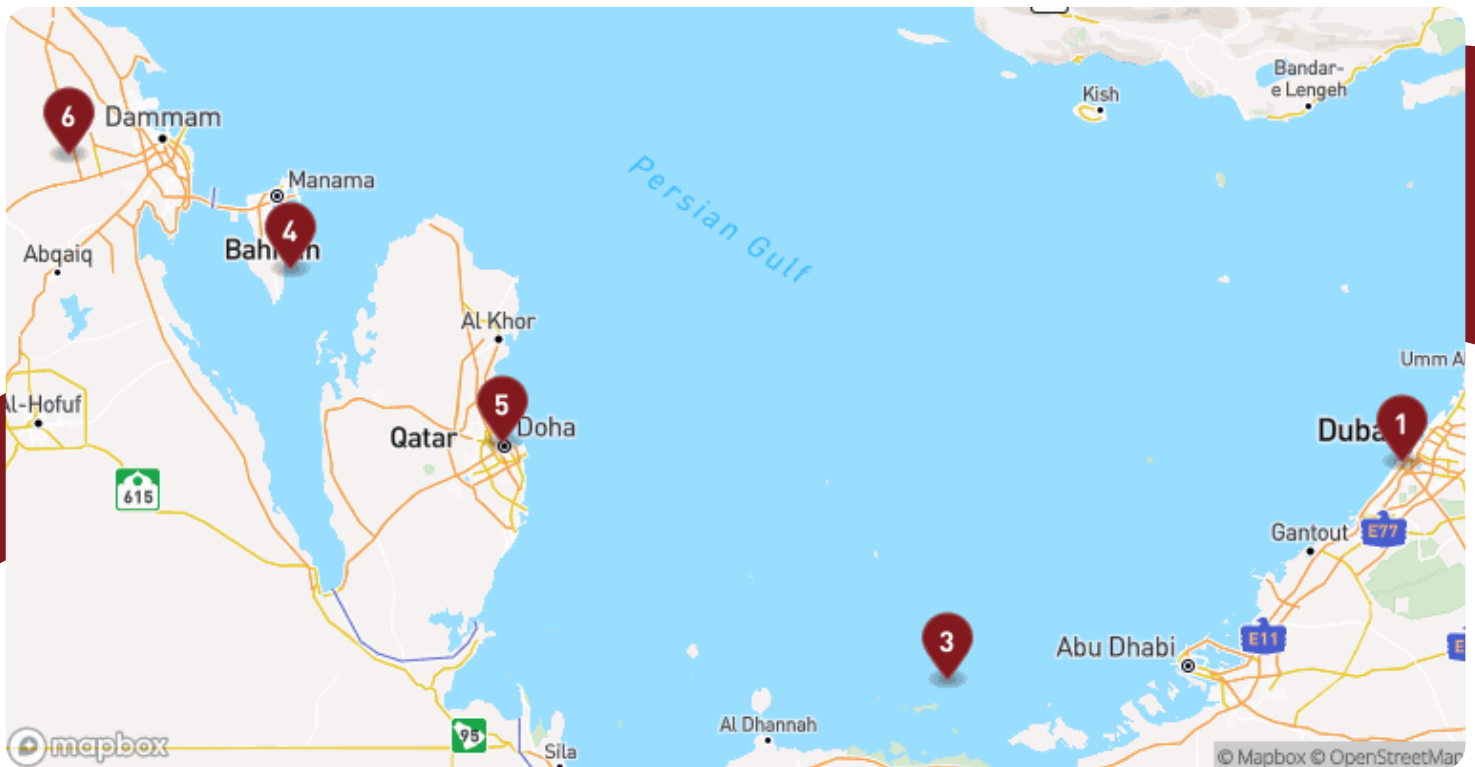 Bandar-
e Lengeh
Kish
6
Dammam
Manama
Persian Gulf
4
Bah n
Abqaiq
Al Khor
Umm A
Al-Hofuf
5
Doha
Qatar
1
Duba
615
E77
Gantout
3
E11
Abu Dhabi
E
95
Al Dhannah
Sila
mapbox
© Mapbox © OpenStreetMap